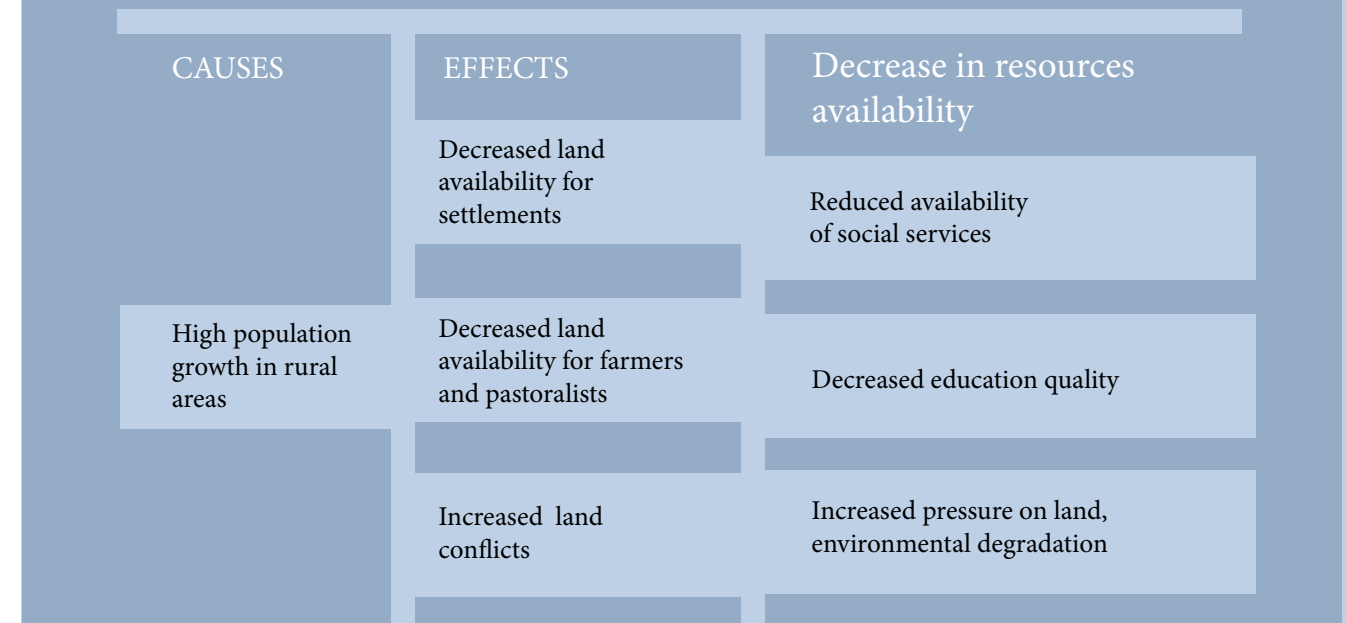 CAUSES
High population
growth in rural
areas
EFFECTS
Decreased land
availability for
settlements
Decreased land
availability for farmers
and pastoralists
Increased land
conflicts
Decrease in resources
availability
Reduced availability
of social services
Decreased education quality
Increased pressure on land,
environmental degradation